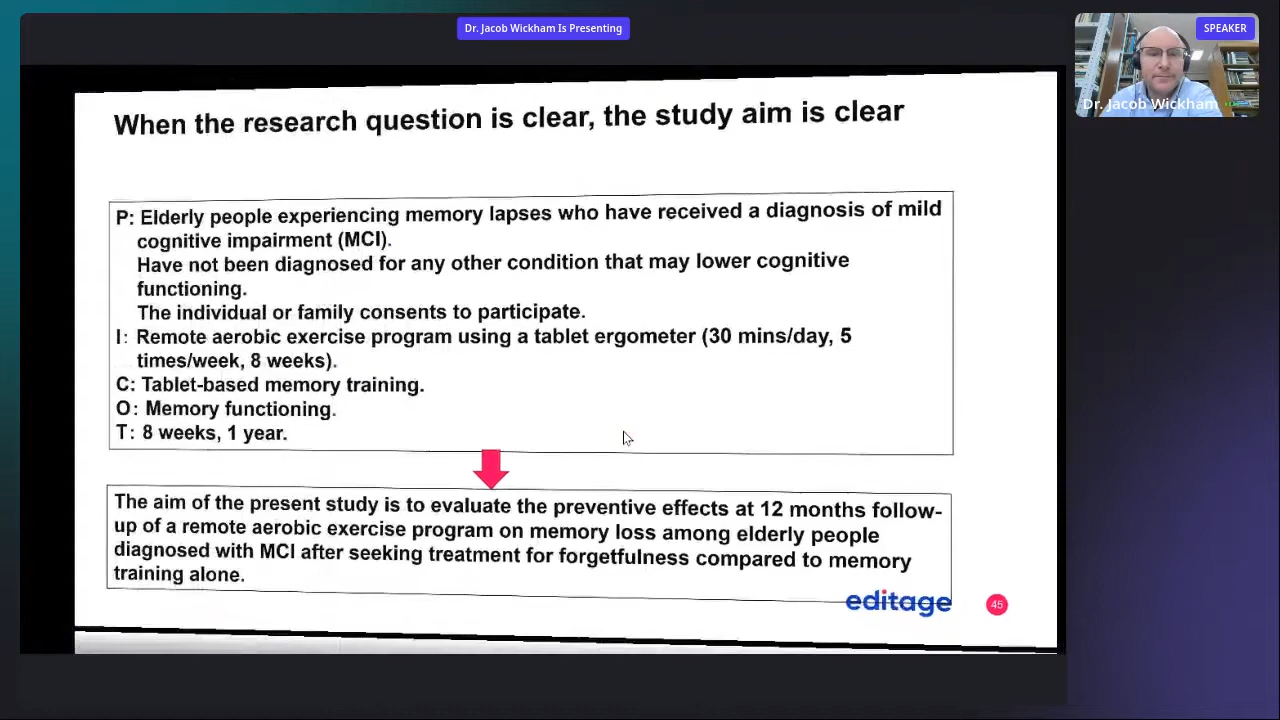 Dr. Jacob Wickham Is Presenting
SPEAKER
Dr. Jacob Wickham
When the research question is clear, the study aim is clear
P: Elderly people experiencing memory lapses who have received a diagnosis of mild
cognitive impairment (MCI).
Have not been diagnosed for any other condition that may lower cognitive
functioning.
The individual or family consents to participate.
I: Remote aerobic exercise program using a tablet ergometer (30 mins/day, 5
times/week, 8 weeks).
C: Tablet-based memory training.
O: Memory functioning.
T: 8 weeks, 1 year.
The aim of the present study is to evaluate the preventive effects at 12 months follow-
up of a remote aerobic exercise program on memory loss among elderly people
diagnosed with MCI after seeking treatment for forgetfulness compared to memory
training alone.
editage
45